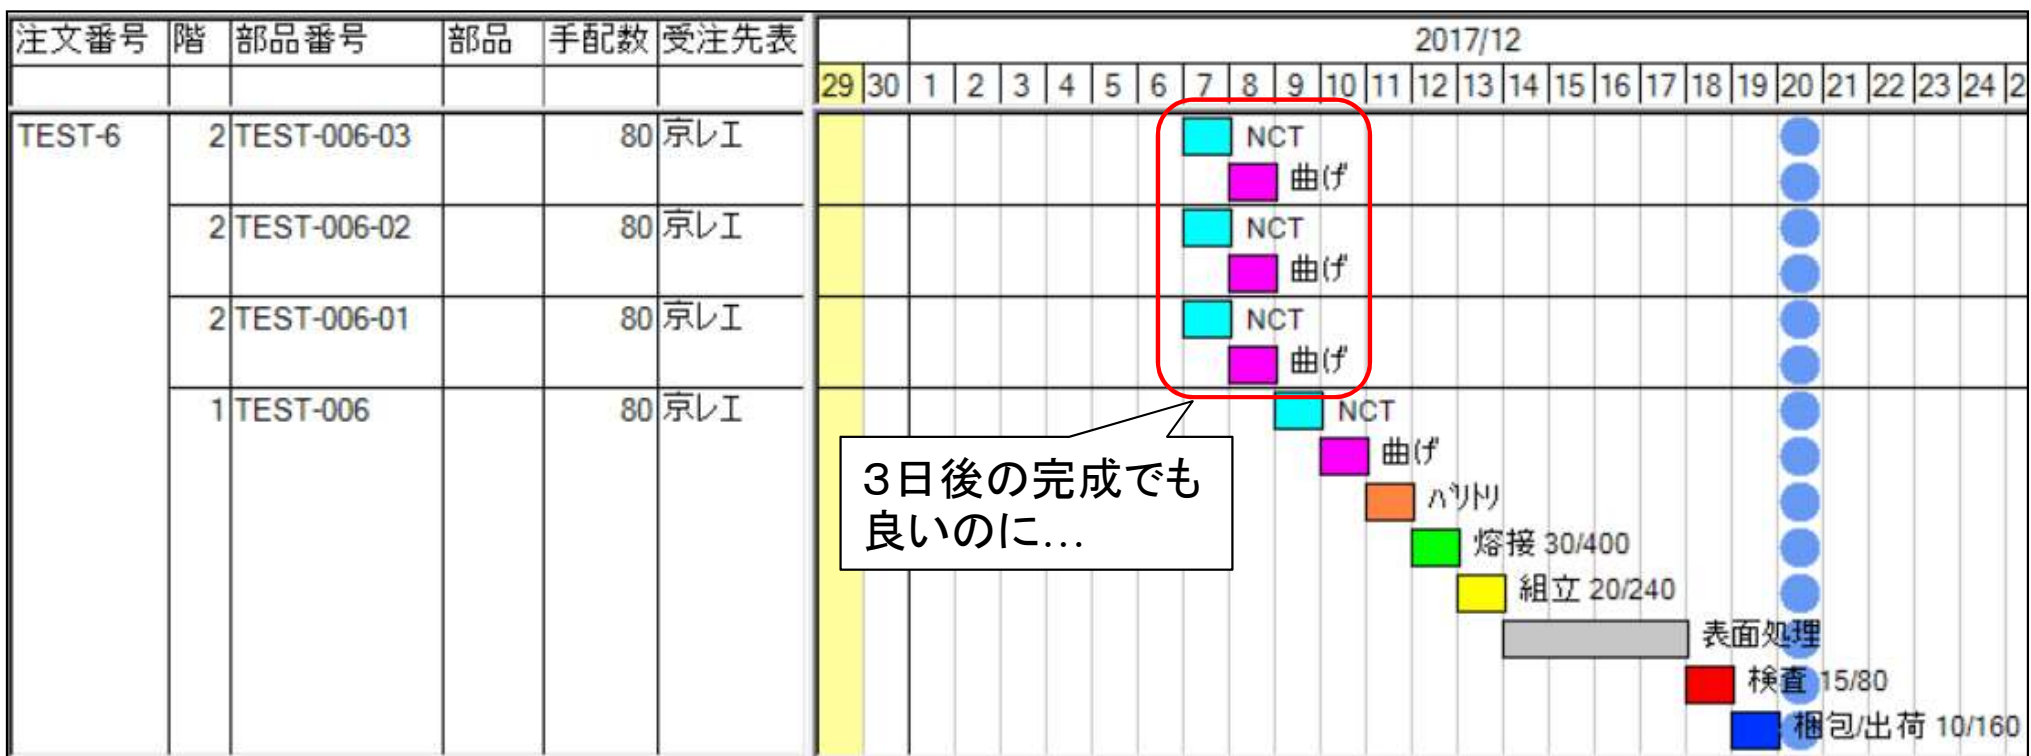 注文番号 階 部品番号 部品 手配数 受注先表 2017/12
29 30 1 2 3 4 5 6 7 8 9 10 11 12 13 14 15 16 17 18 19 20 21 22 23 24 2
TEST-6 2 TEST-006-03 80 京レエ NCT
曲げ
2 TEST-006-02 80 京レエ NCT
曲げ
2 TEST-006-01 80 京レエ NCT
曲げ
1 TEST-006 80 京レエ NCT
曲げ
バリトリ
熔接 30/400
組立 20/240
表面処理
検査 15/80
梱包/出荷 10/160
3日後の完成でも
良いのに…